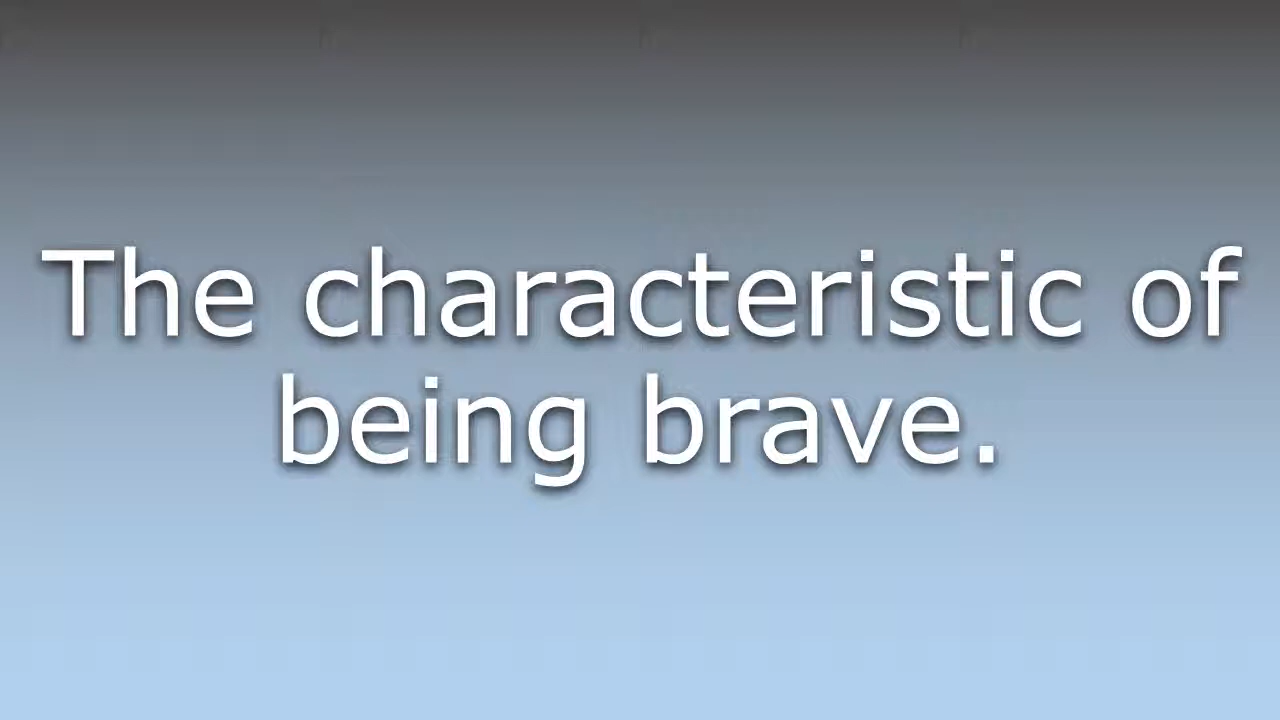 The characteristic of
being brave.